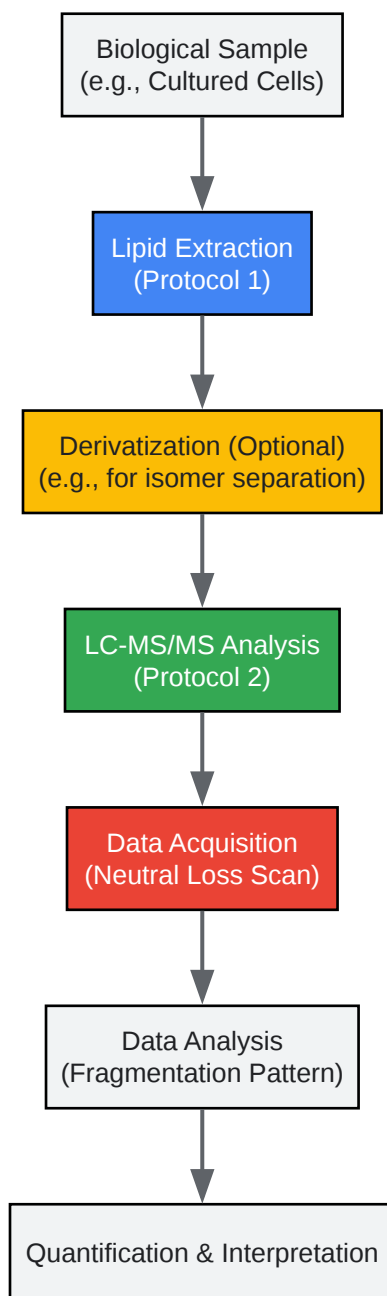 Biological Sample
(e.g., Cultured Cells)
Lipid Extraction
(Protocol 1)
Derivatization (Optional)
(e.g., for isomer separation)
LC-MS/MS Analysis
(Protocol 2)
Data Acquisition
(Neutral Loss Scan)
Data Analysis
(Fragmentation Pattern)
Quantification & Interpretation